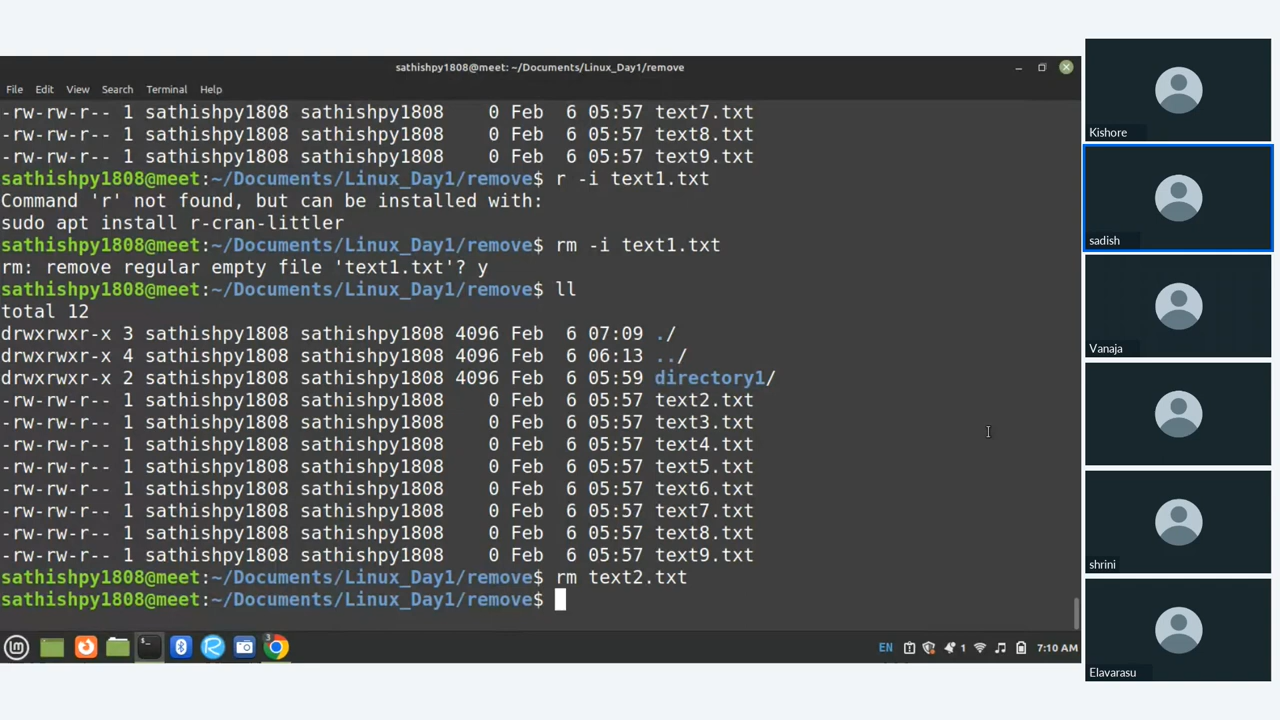 sathishpy1808@meet: ~/Documents/Linux_Day1/remove
File Edit View Search Terminal Help
-rw-rw-r-- 1 sathishpy1808 sathishpy1808    0 Feb  6 05:57 text7.txt
-rw-rw-r-- 1 sathishpy1808 sathishpy1808    0 Feb  6 05:57 text8.txt
-rw-rw-r-- 1 sathishpy1808 sathishpy1808    0 Feb  6 05:57 text9.txt
sathishpy1808@meet:~/Documents/Linux_Day1/remove$ r -i text1.txt
Command 'r' not found, but can be installed with:
sudo apt install r-cran-littler
sathishpy1808@meet:~/Documents/Linux_Day1/remove$ rm -i text1.txt
rm: remove regular empty file 'text1.txt'? y
sathishpy1808@meet:~/Documents/Linux_Day1/remove$ ll
total 12
drwxrwxr-x 3 sathishpy1808 sathishpy1808 4096 Feb  6 07:09 ./
drwxrwxr-x 4 sathishpy1808 sathishpy1808 4096 Feb  6 06:13 ../
drwxrwxr-x 2 sathishpy1808 sathishpy1808 4096 Feb  6 05:59 directory1/
-rw-rw-r-- 1 sathishpy1808 sathishpy1808    0 Feb  6 05:57 text2.txt
-rw-rw-r-- 1 sathishpy1808 sathishpy1808    0 Feb  6 05:57 text3.txt
-rw-rw-r-- 1 sathishpy1808 sathishpy1808    0 Feb  6 05:57 text4.txt
-rw-rw-r-- 1 sathishpy1808 sathishpy1808    0 Feb  6 05:57 text5.txt
-rw-rw-r-- 1 sathishpy1808 sathishpy1808    0 Feb  6 05:57 text6.txt
-rw-rw-r-- 1 sathishpy1808 sathishpy1808    0 Feb  6 05:57 text7.txt
-rw-rw-r-- 1 sathishpy1808 sathishpy1808    0 Feb  6 05:57 text8.txt
-rw-rw-r-- 1 sathishpy1808 sathishpy1808    0 Feb  6 05:57 text9.txt
sathishpy1808@meet:~/Documents/Linux_Day1/remove$ rm text2.txt
sathishpy1808@meet:~/Documents/Linux_Day1/remove$
3
EN 1 7:10 AM
Kishore
sadish
Vanaja
shrini
Elavarasu